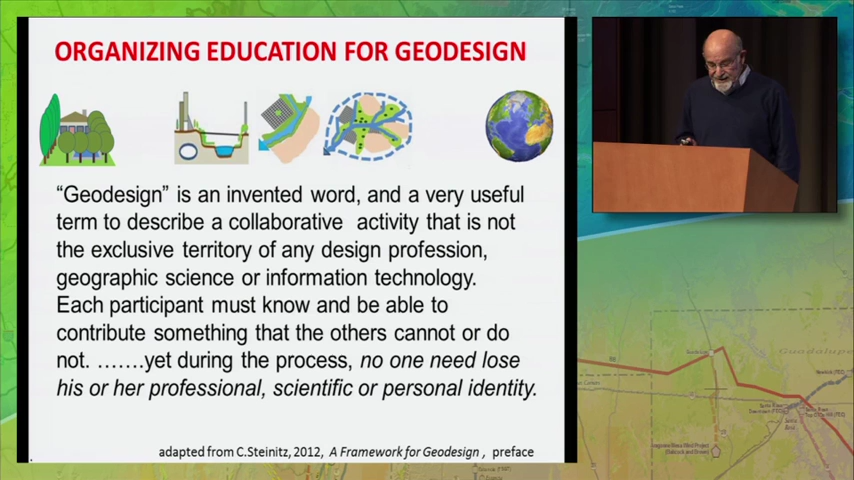 ORGANIZING EDUCATION FOR GEODESIGN
“Geodesign” is an invented word, and a very useful
term to describe a collaborative activity that is not
the exclusive territory of any design profession,
geographic science or information technology.
Each participant must know and be able to
contribute something that the others cannot or do
not. …….yet during the process, no one need lose
his or her professional, scientific or personal identity.
adapted from C.Steinitz, 2012, A Framework for Geodesign , preface
Guadalupe